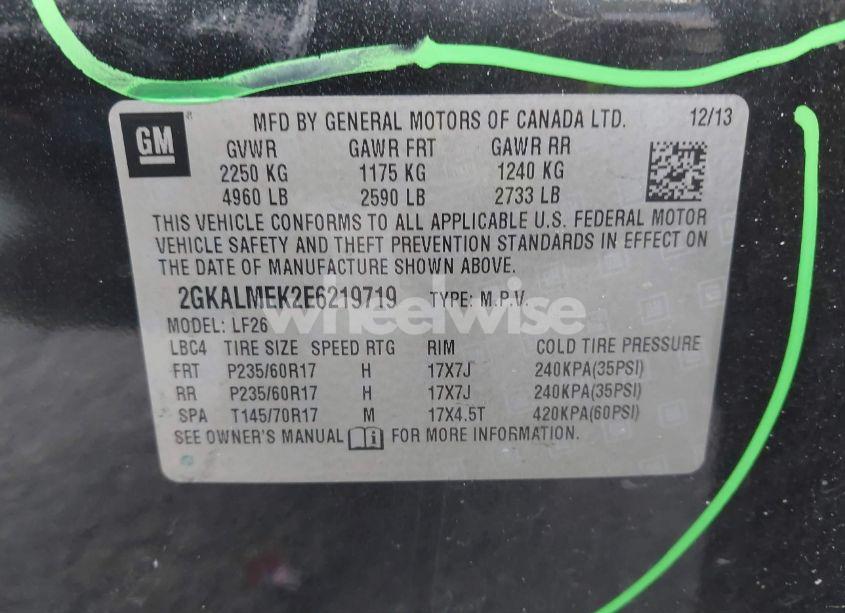 GM
MFD BY GENERAL MOTORS OF CANADA LTD. 12/13
GVWR GAWR FRT GAWR RR
2250 KG 1175 KG 1240 KG
4960 LB 2590 LB 2733 LB
THIS VEHICLE CONFORMS TO ALL APPLICABLE U.S. FEDERAL MOTOR
VEHICLE SAFETY AND THEFT PREVENTION STANDARDS IN EFFECT ON
THE DATE OF MANUFACTURE SHOWN ABOVE.
2GKALMEK2E6219719 TYPE: M.P.V.
wheelwise
MODEL: LF26
LBC4 TIRE SIZE SPEED RTG RIM COLD TIRE PRESSURE
FRT P235/60R17 H 17X7J 240KPA(35PSI)
RR P235/60R17 H 17X7J 240KPA(35PSI)
SPA T145/70R17 M 17X4.5T 420KPA(60PSI)
SEE OWNER'S MANUAL i FOR MORE INFORMATION.